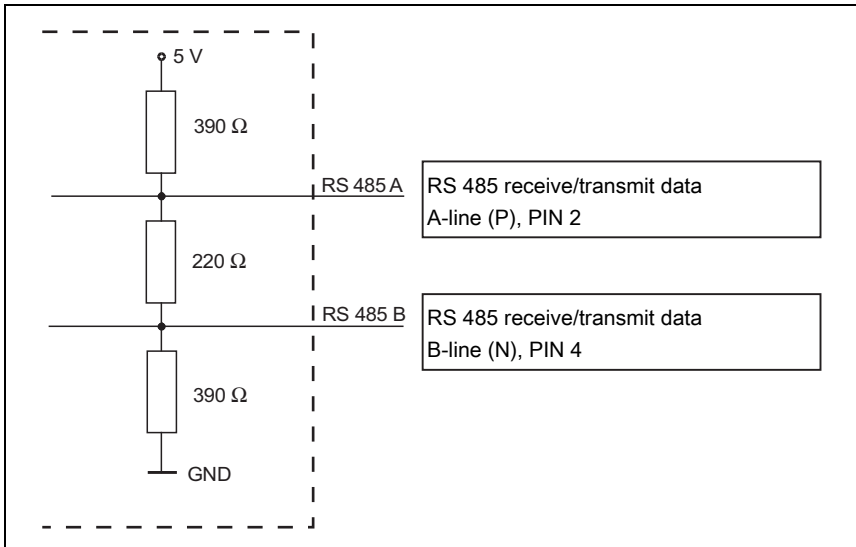 5 V
390 Ω
RS 485 A
RS 485 receive/transmit data
A-line (P), PIN 2
220 Ω
RS 485 B
RS 485 receive/transmit data
B-line (N), PIN 4
390 Ω
GND